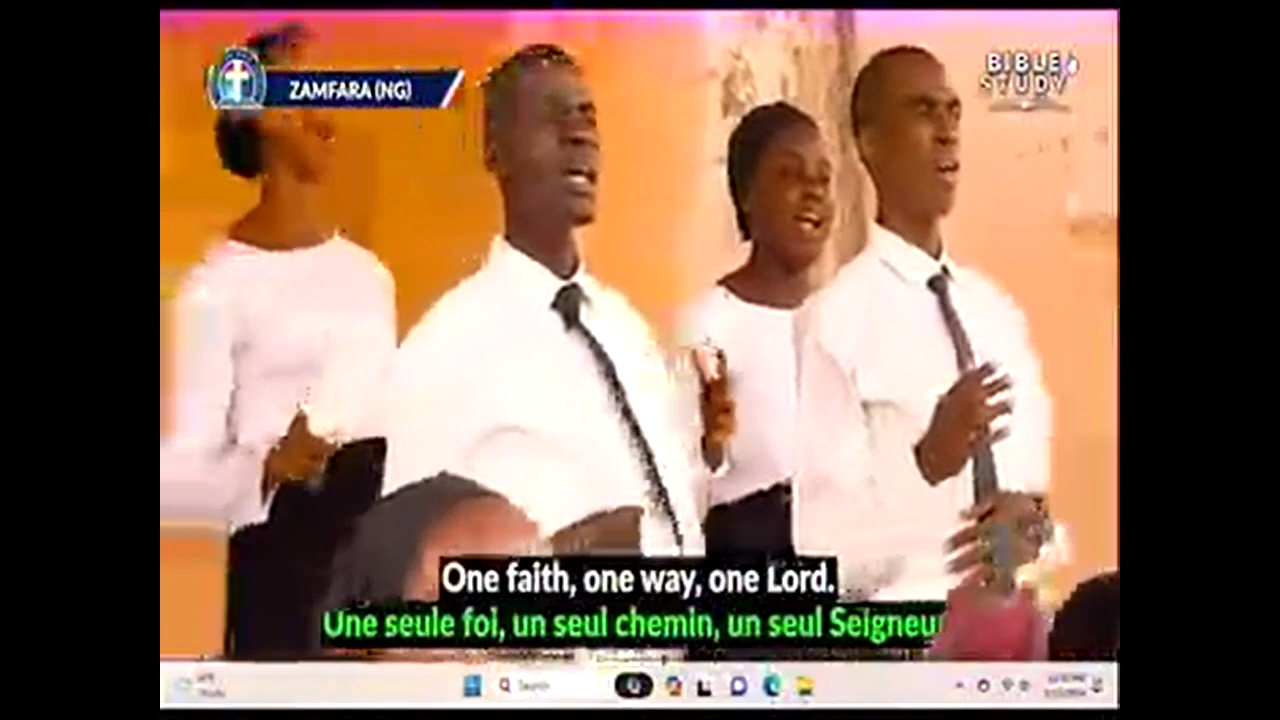 ZAMFARA (NG)
BIBLE
STUDY
One faith, one way, one Lord.
Une seule foi, un seul chemin, un seul Seigneur
Search